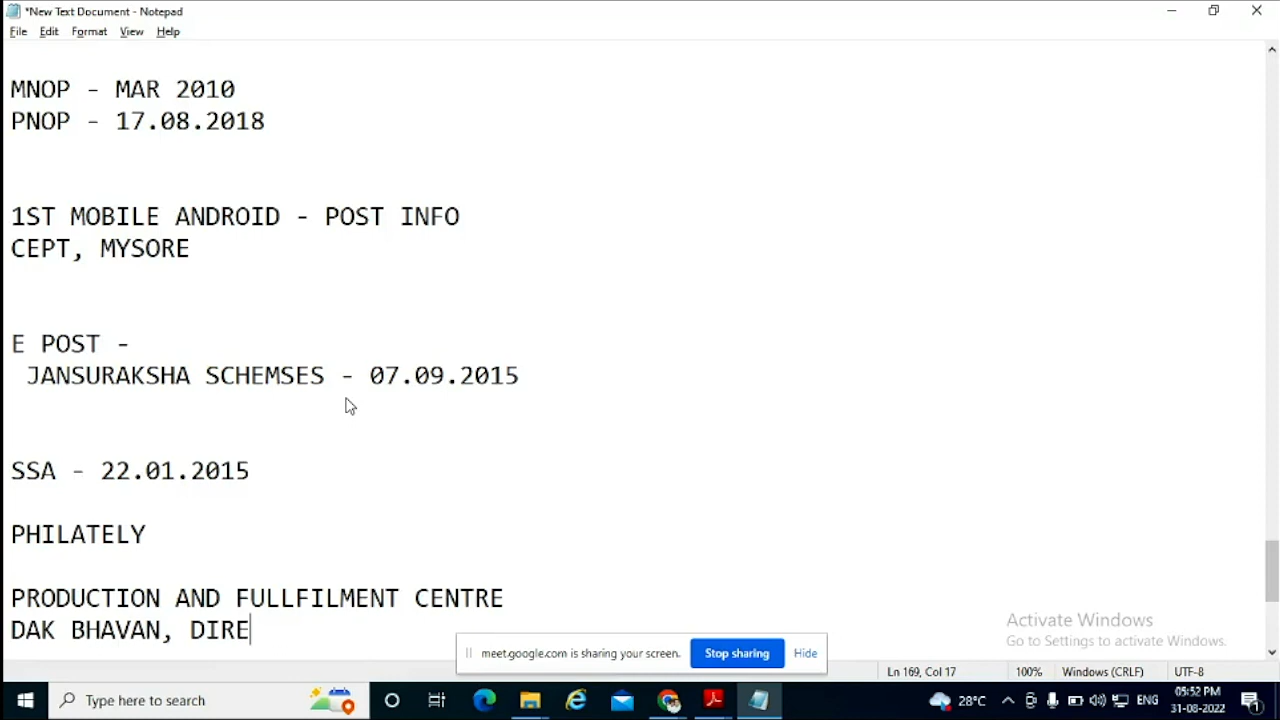 *New Text Document - Notepad
File Edit Format View Help
MNOP - MAR 2010
PNOP - 17.08.2018
1ST MOBILE ANDROID - POST INFO
CEPT, MYSORE
E POST -
JANSURAKSHA SCHEMSES - 07.09.2015
SSA - 22.01.2015
PHILATELY
PRODUCTION AND FULLFILMENT CENTRE
DAK BHAVAN, DIRE
Activate Windows
Go to Settings to activate Windows.
meet.google.com is sharing your screen. Stop sharing Hide
Ln 169, Col 17 100% Windows (CRLF) UTF-8
Type here to search 28°C ENG 05:52 PM
31-08-2022 1